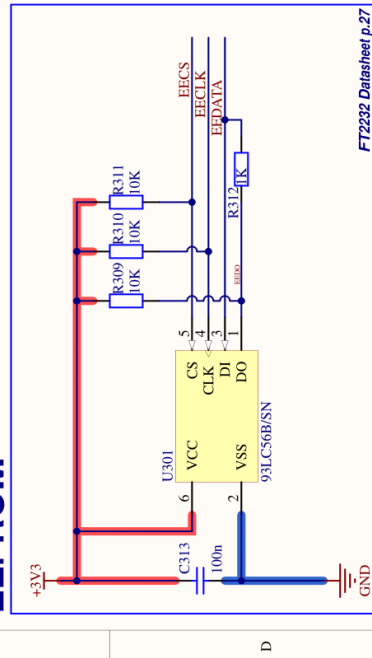 +3V3
C313
100n
GND
U301
6
VCC
2
VSS
93LC56B/SN
CS
5
CLK
4
DI
3
DO
1
R309
10K
R310
10K
R311
10K
R312
1K
EEDO
EECS
EECLK
EEDATA
FT2232 Datasheet p.27
D